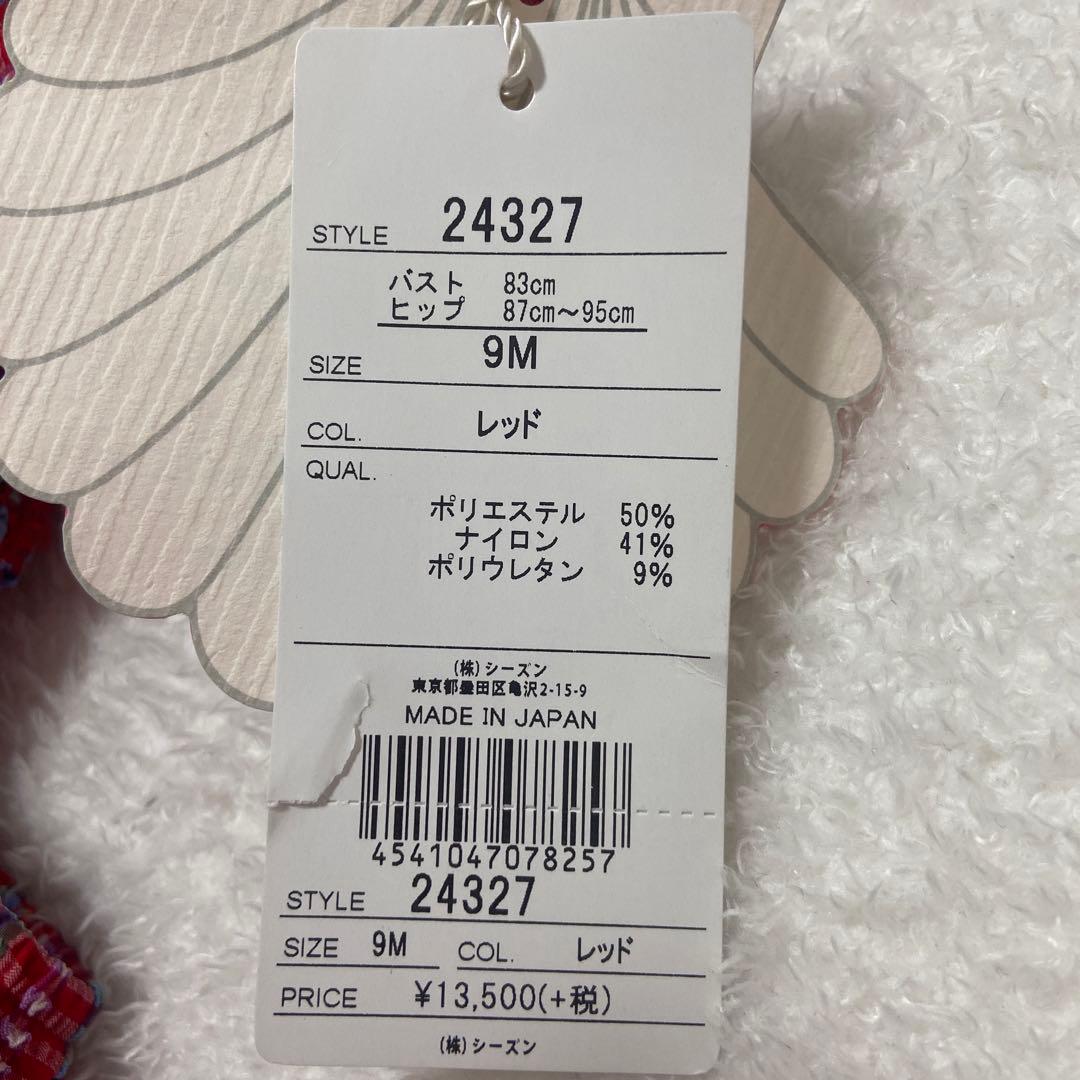 STYLE 24327
バスト 83cm
ヒップ 87cm～95cm
SIZE 9M
COL. レッド
QUAL.
ポリエステル 50%
ナイロン 41%
ポリウレタン 9%
(株)シーズン
東京都墨田区亀沢2-15-9
MADE IN JAPAN
4541047078257
STYLE 24327
SIZE 9M COL. レッド
PRICE ¥13,500(+税)
(株)シーズン